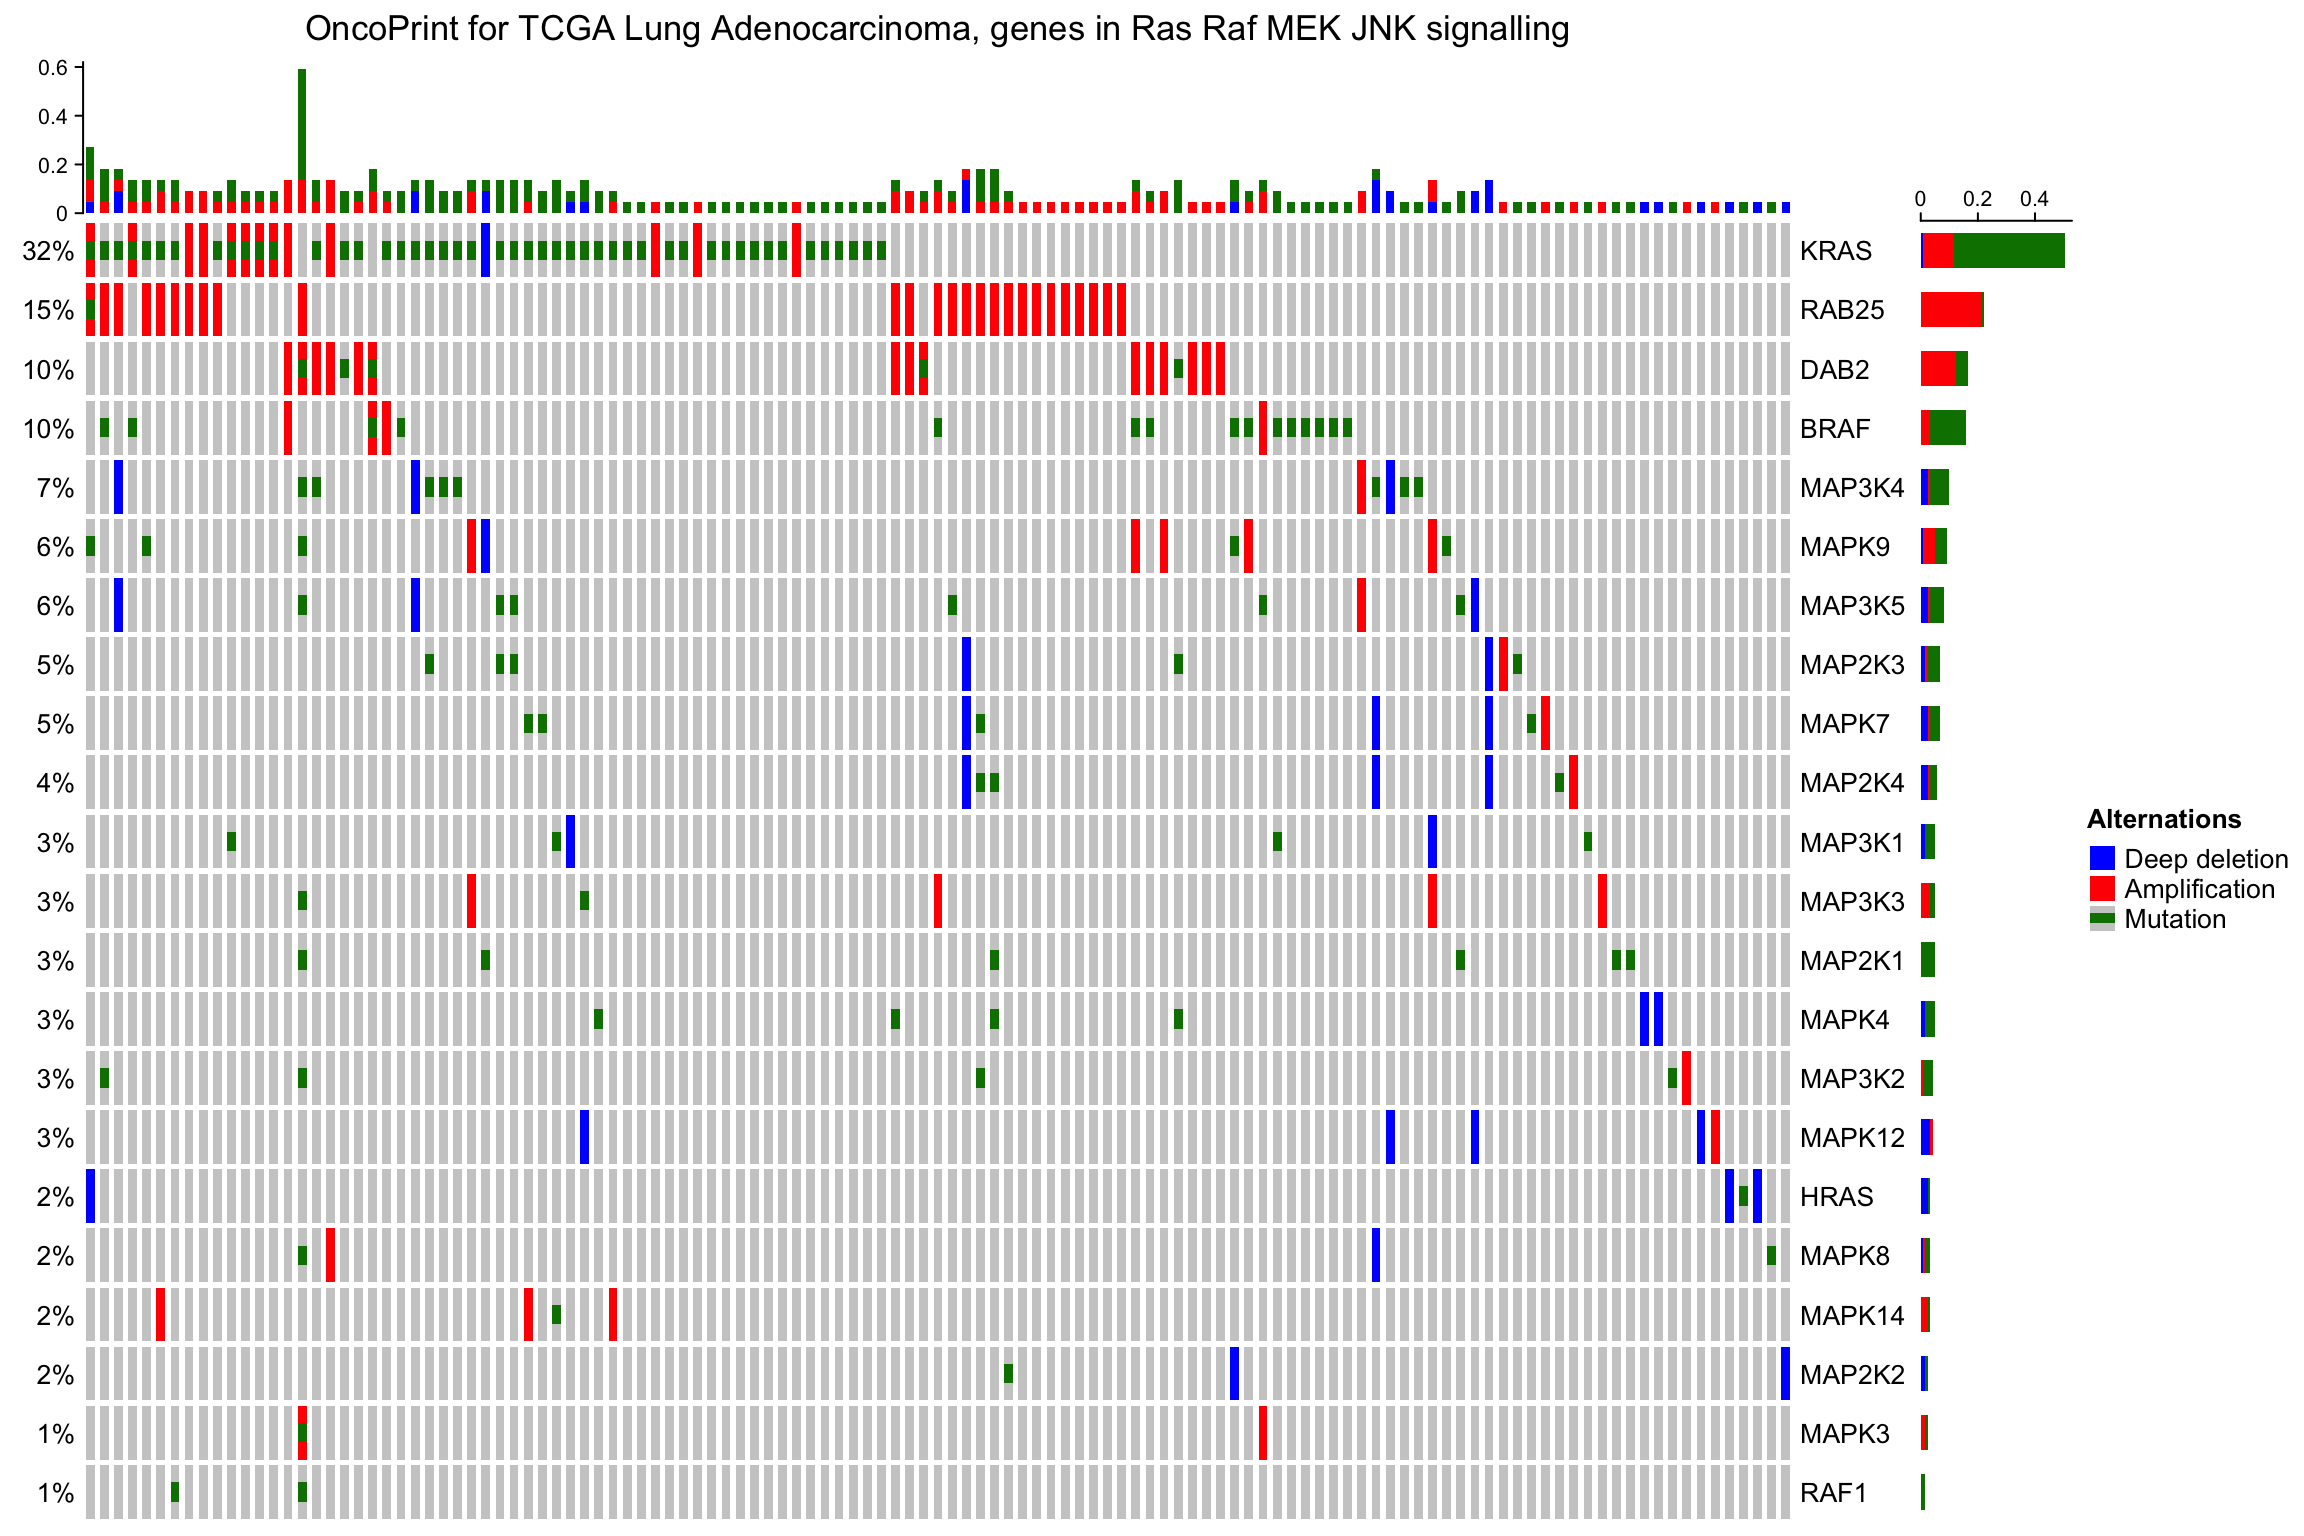 OncoPrint for TCGA Lung Adenocarcinoma, genes in Ras Raf MEK JNK signalling
0.6
0.4
0.2
0
0 0.2 0.4
32% KRAS
15% RAB25
10% DAB2
10% BRAF
7% MAP3K4
6% MAPK9
6% MAP3K5
5% MAP2K3
5% MAPK7
4% MAP2K4
3% MAP3K1
3% MAP3K3
3% MAP2K1
3% MAPK4
3% MAP3K2
3% MAPK12
2% HRAS
2% MAPK8
2% MAPK14
2% MAP2K2
1% MAPK3
1% RAF1
Alternations
Deep deletion
Amplification
Mutation